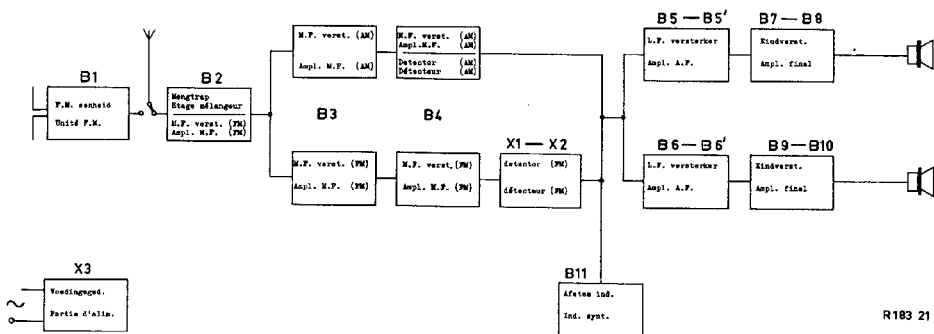 B5 — B5'
B7 — B8
M.F. verst. (AM)
Ampl. M.F. (AM)
M.F. verst. (AM)
Ampl.M.F. (AM)
Detector (AM)
Détecteur (AM)
L.F. versterker
Ampl. A.F.
Eindverst.
Ampl. final
B1
B2
F.M. eenheid
Unité F.M.
Mengtrap
Etage mélangeur
M.F. verst. (FM)
Ampl. M.F. (FM)
B3
B4
X1 — X2
B6 — B6'
B9 — B10
M.F. verst. (FM)
Ampl. M.F. (FM)
M.F. verst. (FM)
Ampl. M.F. (FM)
detector (FM)
détecteur (FM)
L.F. versterker
Ampl. A.F.
Eindverst.
Ampl. final
X3
Voedingsged.
Partie d'alim.
B11
Afstem ind.
Ind. synt.
R183 21